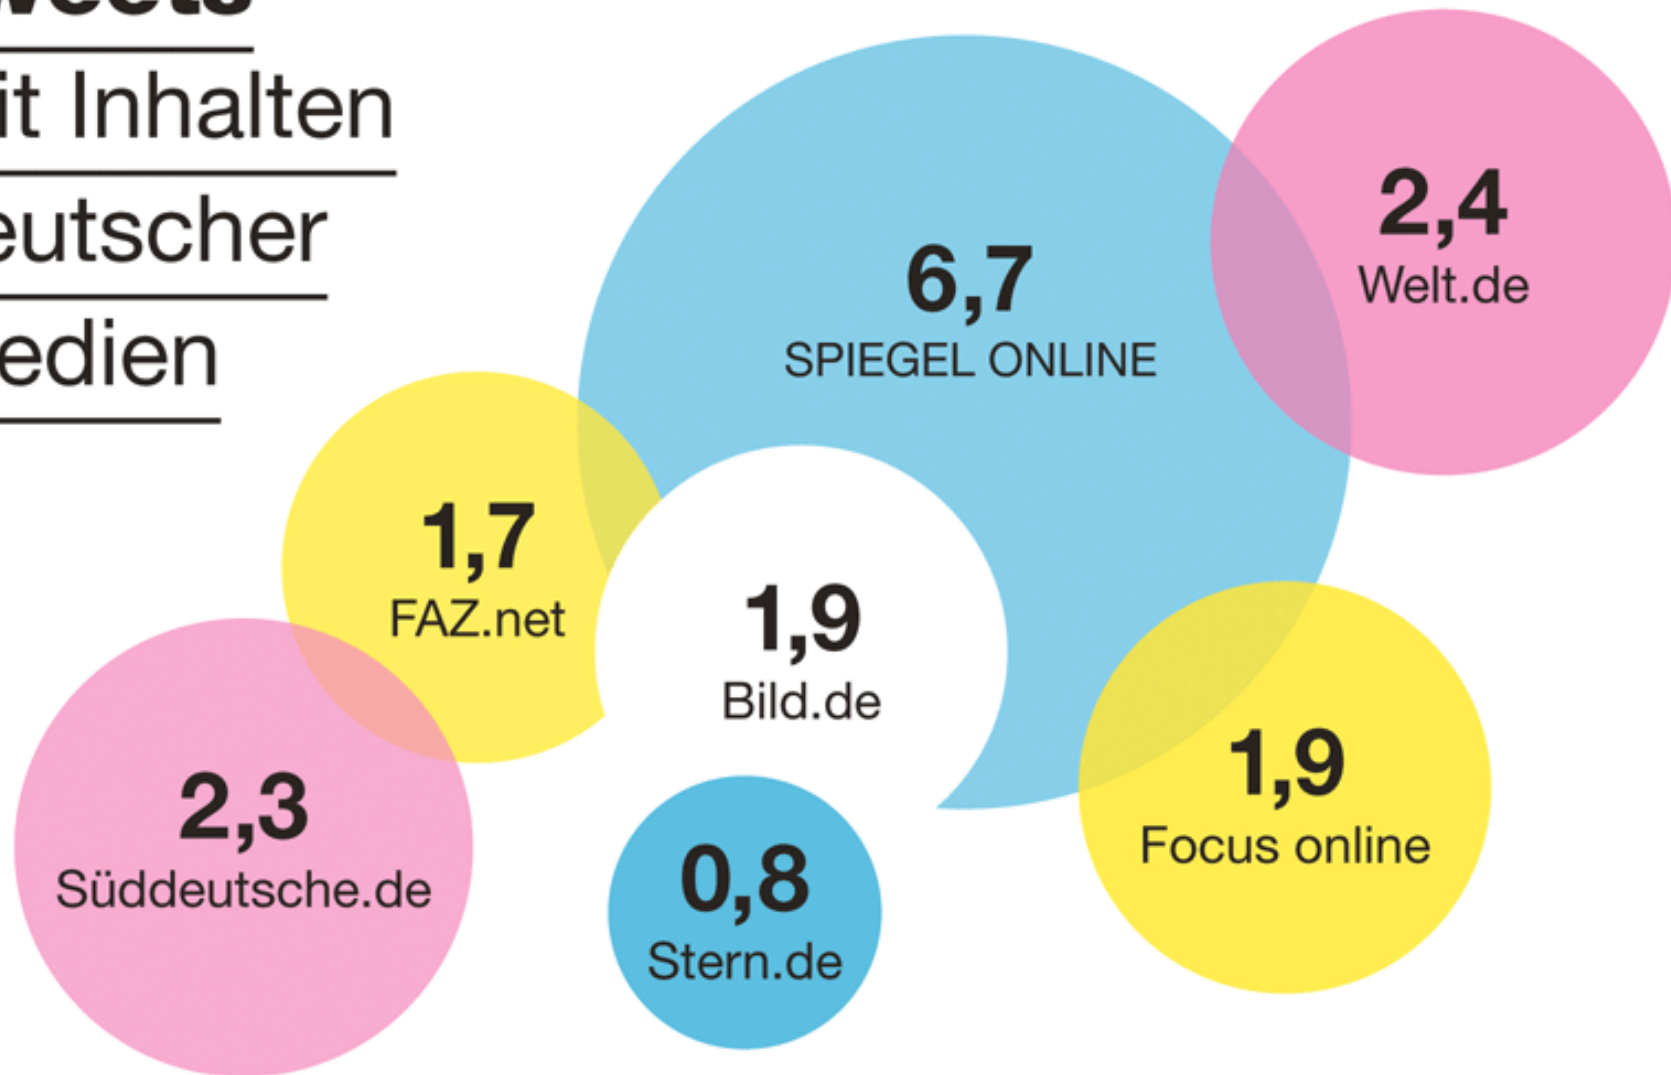 weets
it Inhalten
eutscher
edien
2,4
Welt.de
6,7
SPIEGEL ONLINE
1,7
FAZ.net
1,9
Bild.de
1,9
Focus online
2,3
Süddeutsche.de
0,8
Stern.de